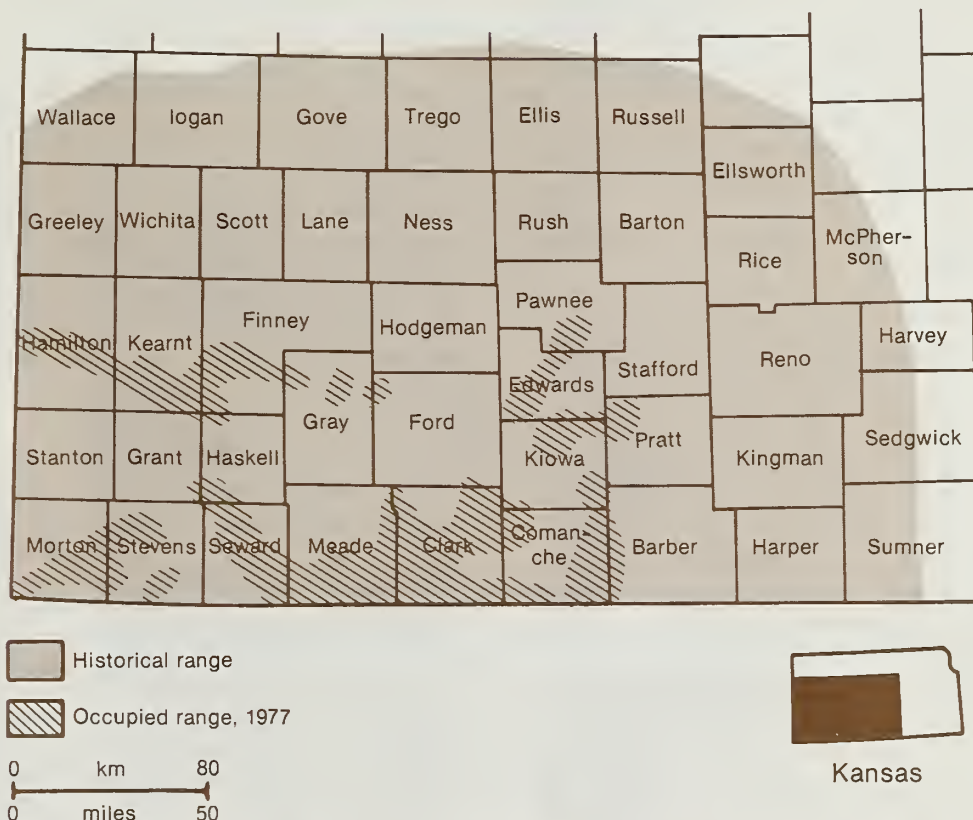 Wallace
logan
Gove
Trego
Ellis
Russell
Ellsworth
Greeley
Wichita
Scott
Lane
Ness
Rush
Barton
Rice
McPher-
son
Hamilton
Kearnt
Finney
Hodgeman
Pawnee
Edwards
Stafford
Reno
Harvey
Gray
Ford
Kiowa
Pratt
Kingman
Sedgwick
Stanton
Grant
Haskell
Morton
Stevens
Seward
Meade
Clark
Coman-
che
Barber
Harper
Sumner
Historical range
Occupied range, 1977
0 km 80
0 miles 50
Kansas